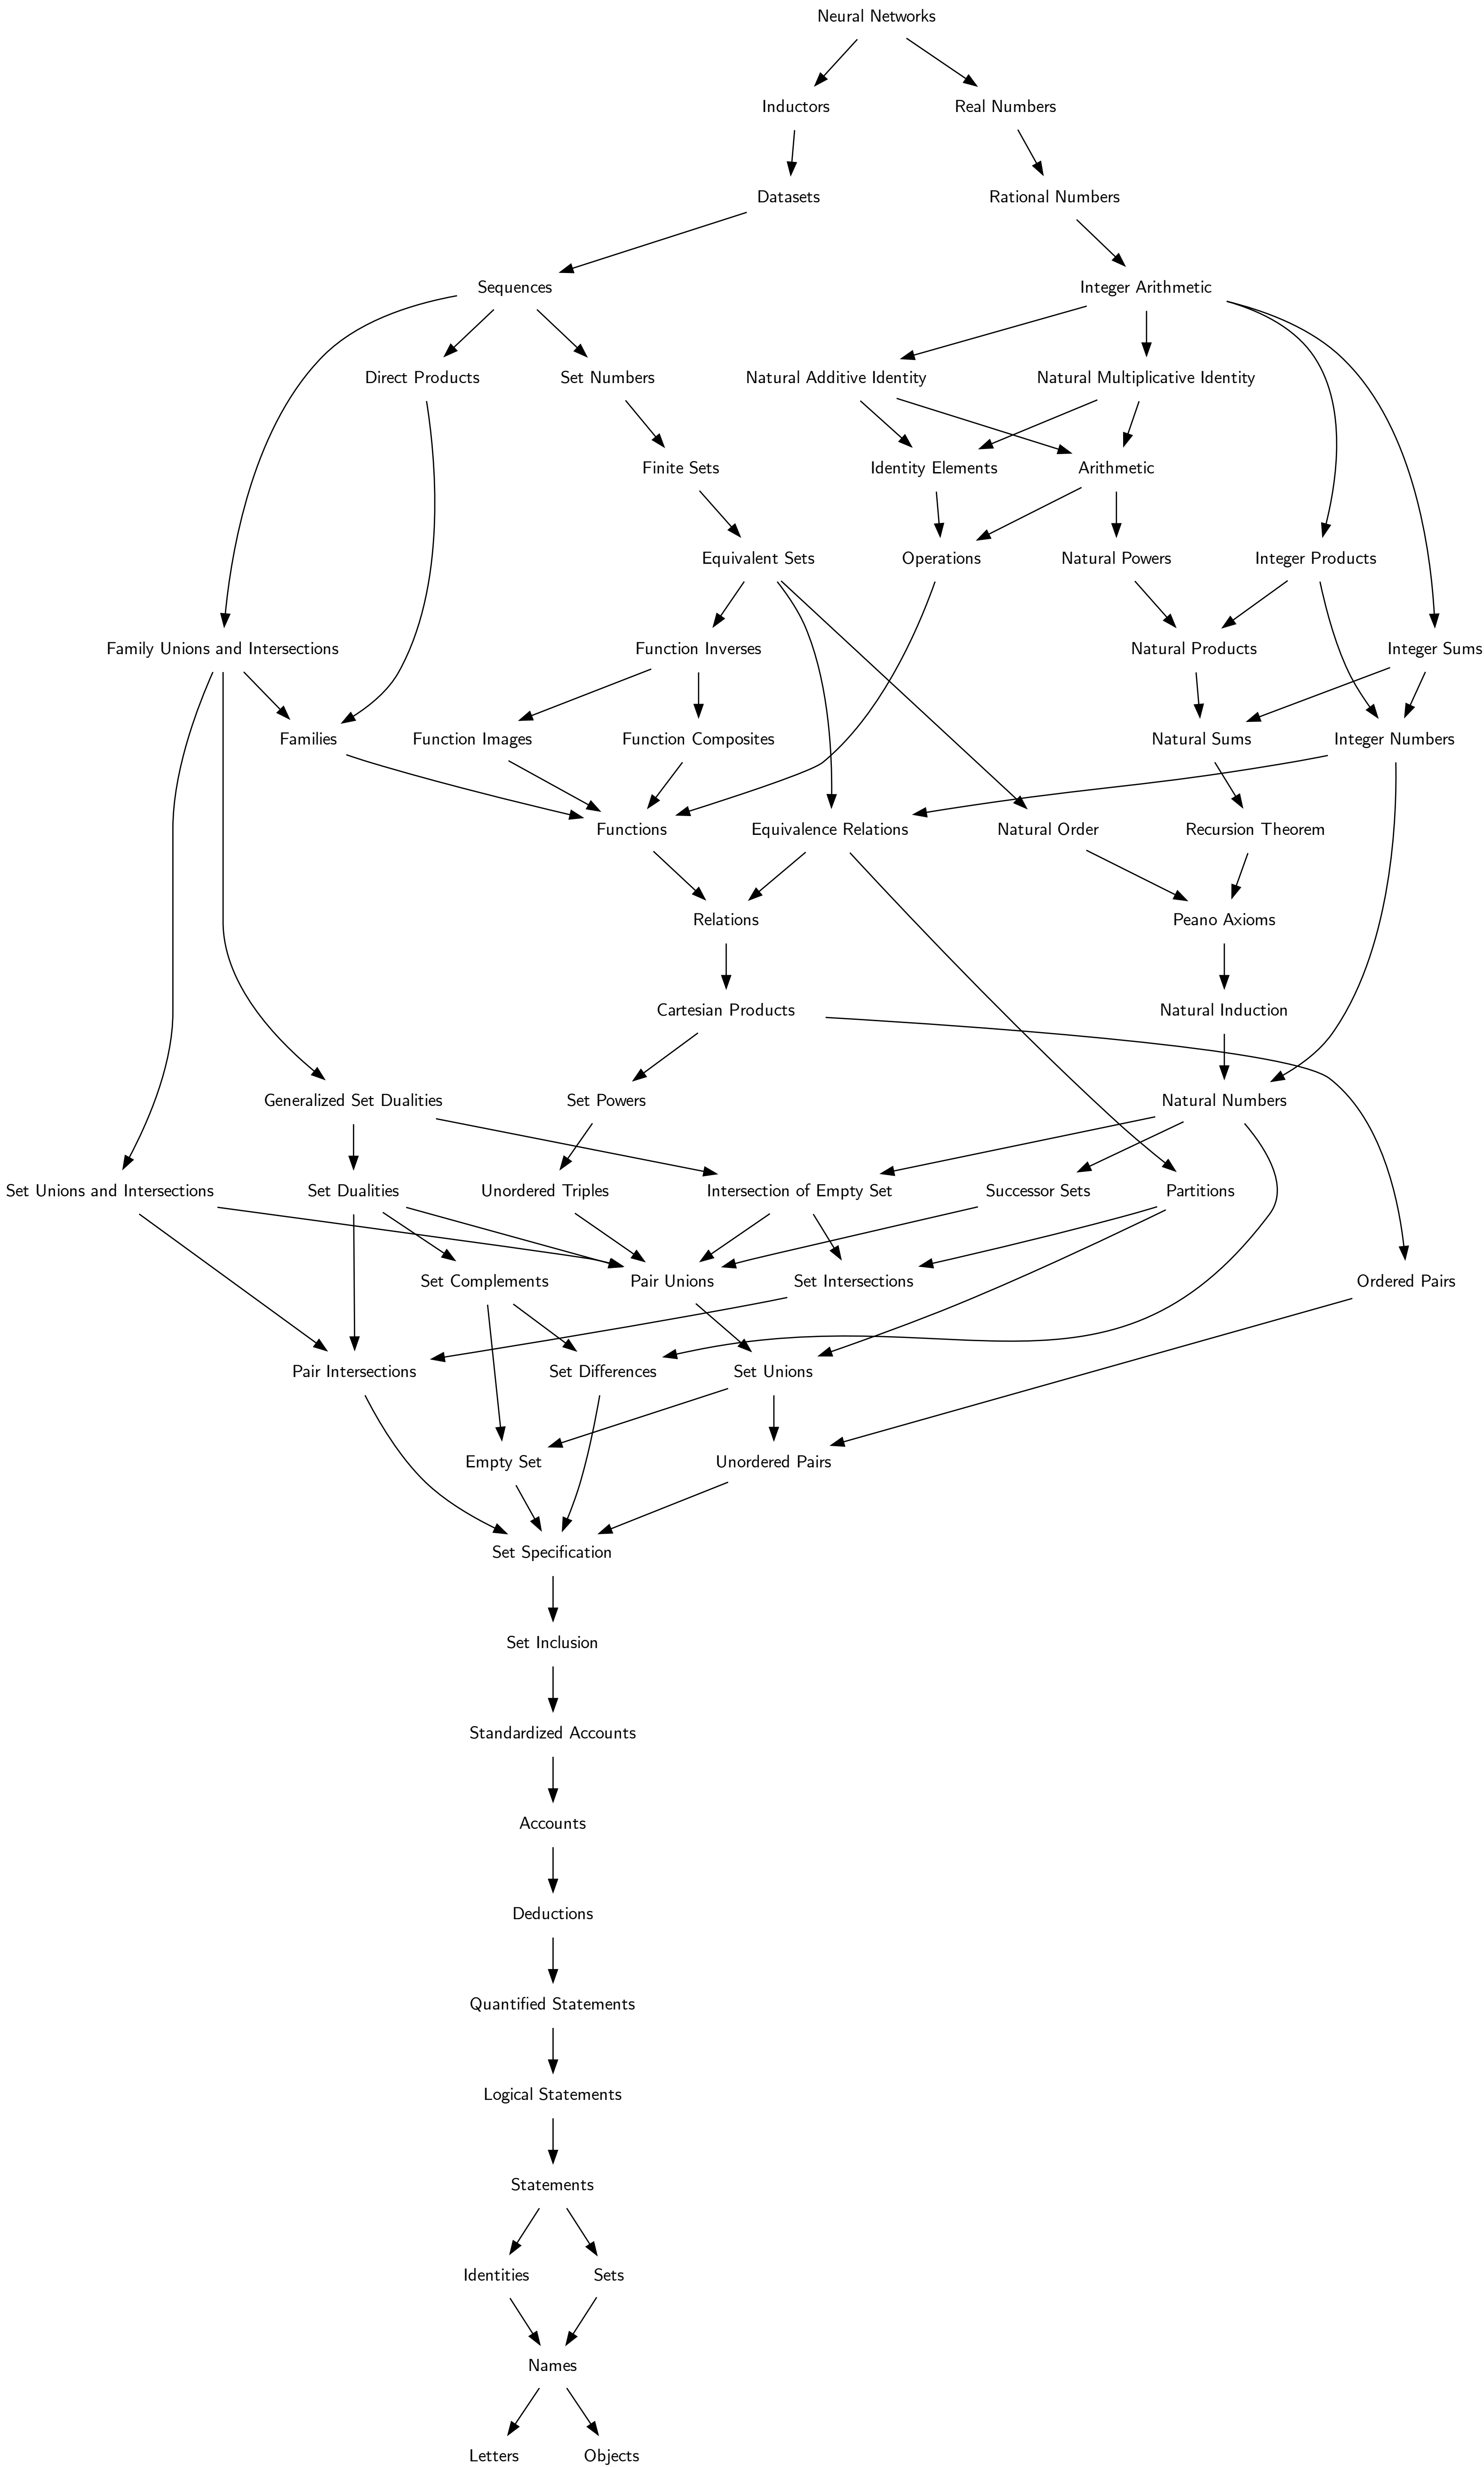 Neural Networks
Inductors
Real Numbers
Datasets
Rational Numbers
Sequences
Integer Arithmetic
Direct Products
Set Numbers
Natural Additive Identity
Natural Multiplicative Identity
Finite Sets
Identity Elements
Arithmetic
Equivalent Sets
Operations
Natural Powers
Integer Products
Family Unions and Intersections
Function Inverses
Natural Products
Integer Sums
Families
Function Images
Function Composites
Natural Sums
Integer Numbers
Functions
Equivalence Relations
Natural Order
Recursion Theorem
Relations
Peano Axioms
Cartesian Products
Natural Induction
Generalized Set Dualities
Set Powers
Natural Numbers
Set Unions and Intersections
Set Dualities
Unordered Triples
Intersection of Empty Set
Successor Sets
Partitions
Set Complements
Pair Unions
Set Intersections
Ordered Pairs
Pair Intersections
Set Differences
Set Unions
Empty Set
Unordered Pairs
Set Specification
Set Inclusion
Standardized Accounts
Accounts
Deductions
Quantified Statements
Logical Statements
Statements
Identities
Sets
Names
Letters
Objects